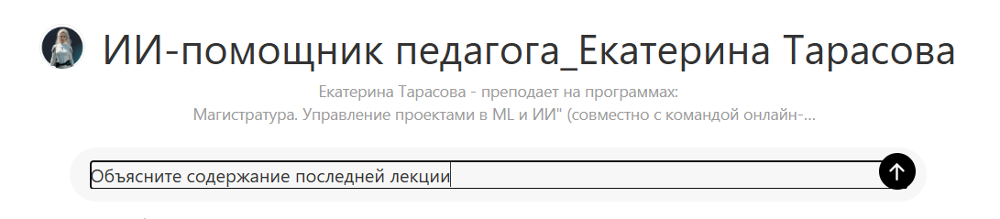 ИИ-помощник педагога_Екатерина Тарасова
Екатерина Тарасова - преподает на программах:
Магистратура. Управление проектами в ML и ИИ" (совместно с командой онлайн-...
Объясните содержание последней лекции